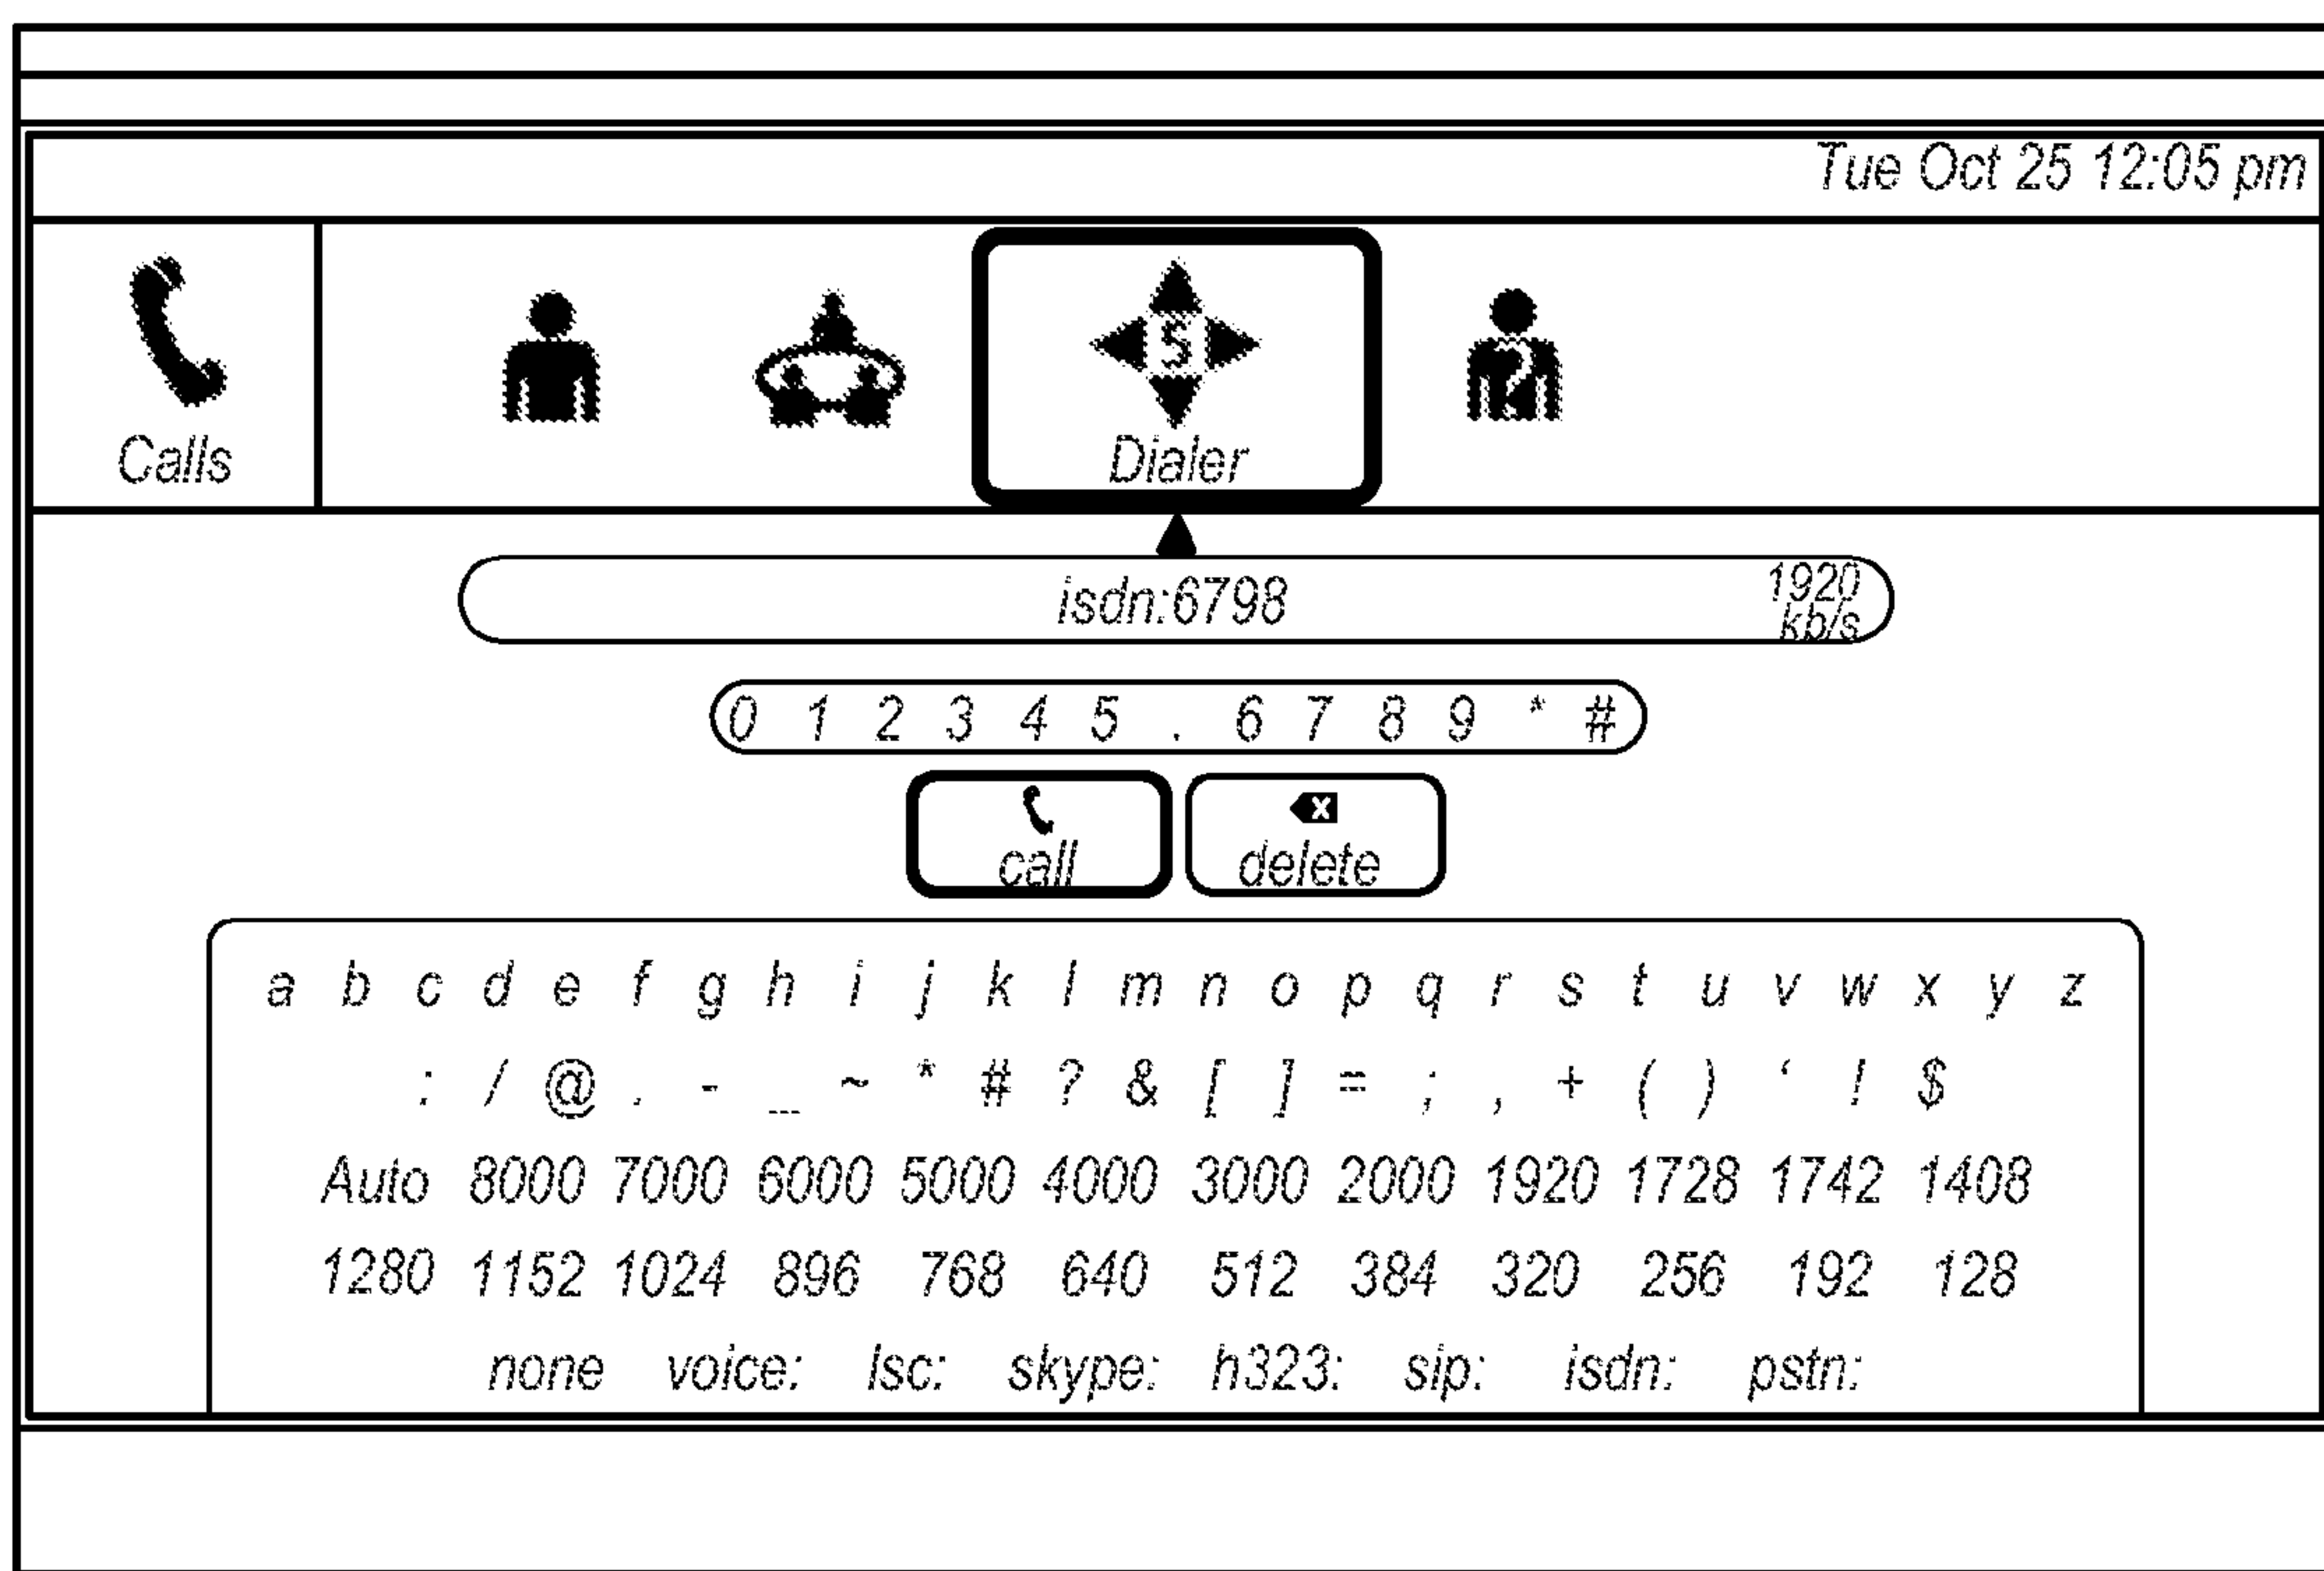 Tue Oct 25 12:05 pm
S
Calls
Dialer
isdn:6798
1920
kb/s
0 1 2 3 4 5 . 6 7 8 9 * #
call
delete
a b c d e f g h i j k l m n o p q r s t u v w x y z
: / @ . - _ ~ * # ? & [ ] = ; , + ( ) ‘ ! $
Auto 8000 7000 6000 5000 4000 3000 2000 1920 1728 1742 1408
1280 1152 1024 896 768 640 512 384 320 256 192 128
none voice: lsc: skype: h323: sip: isdn: pstn: